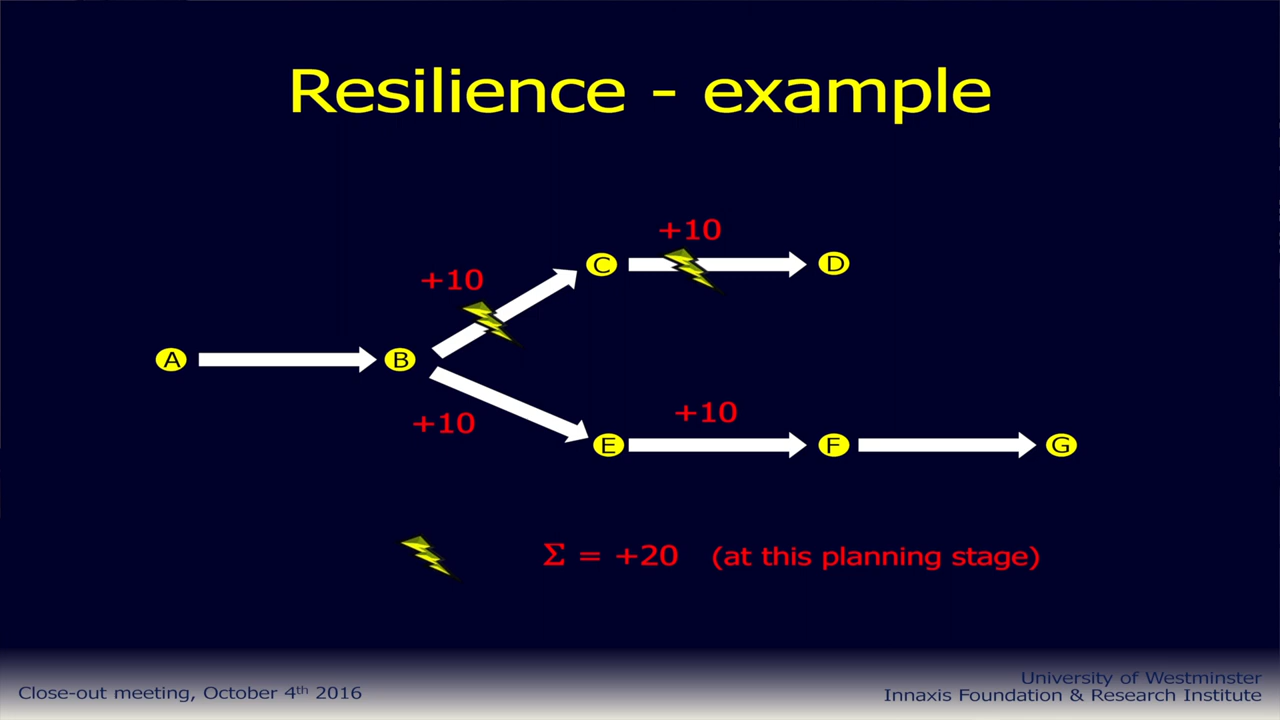 Resilience - example
+10
+10
C
D
A
B
+10
+10
E
F
G
Σ = +20 (at this planning stage)
Close-out meeting, October 4th 2016
University of Westminster
Innaxis Foundation & Research Institute